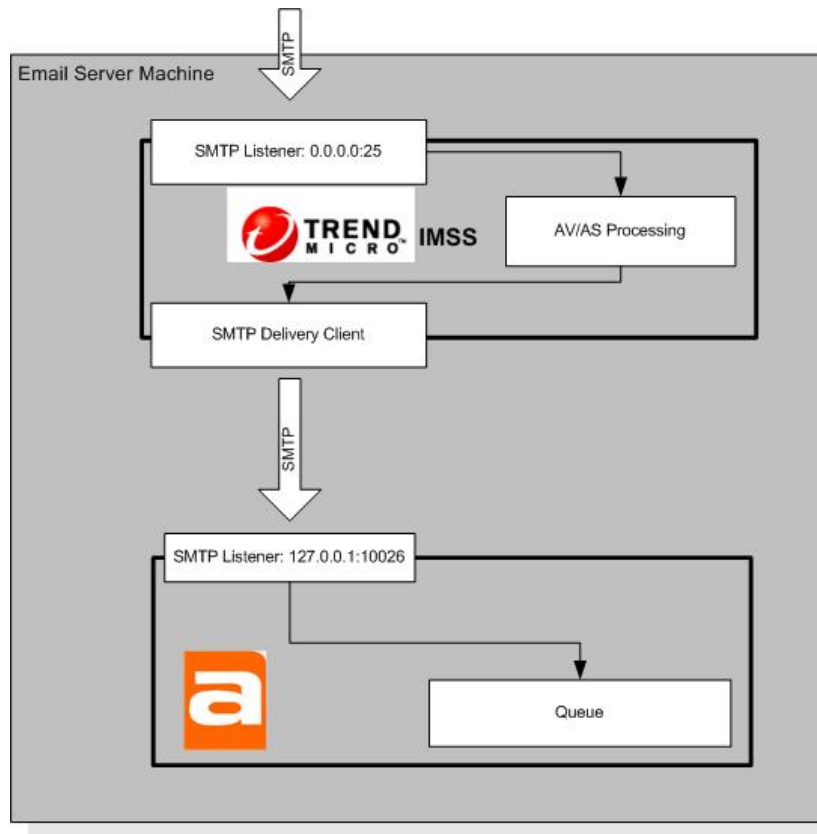 SMTP
Email Server Machine
SMTP Listener: 0.0.0.0:25
TREND
MICRO™
IMSS
AV/AS Processing
SMTP Delivery Client
SMTP
SMTP Listener: 127.0.0.1:10026
a
Queue